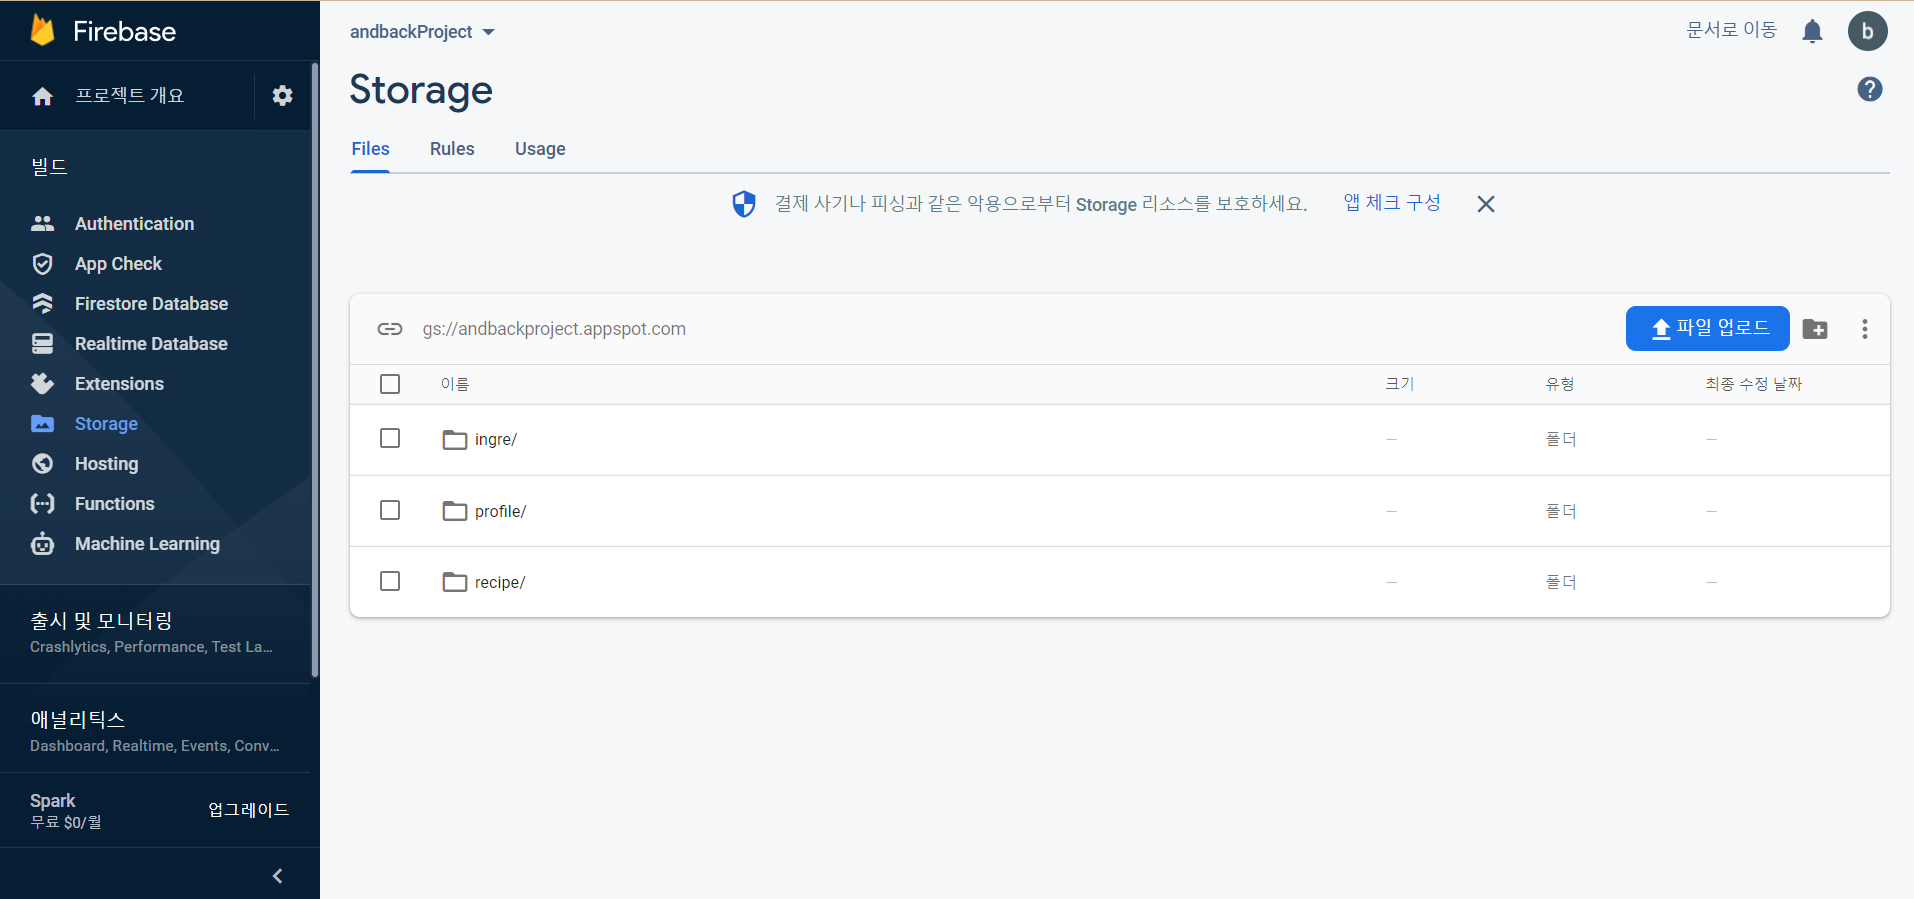 Firebase
프로젝트 개요
빌드
Authentication
App Check
Firestore Database
Realtime Database
Extensions
Storage
Hosting
Functions
Machine Learning
출시 및 모니터링
Crashlytics, Performance, Test La...
애널리틱스
Dashboard, Realtime, Events, Conv...
Spark
무료 $0/월
업그레이드
andbackProject
문서로 이동
b
Storage
Files Rules Usage
결제 사기나 피싱과 같은 악용으로부터 Storage 리소스를 보호하세요. 앱 체크 구성
gs://andbackproject.appspot.com
파일 업로드
이름 크기 유형 최종 수정 날짜
ingre/ — 폴더 —
profile/ — 폴더 —
recipe/ — 폴더 —